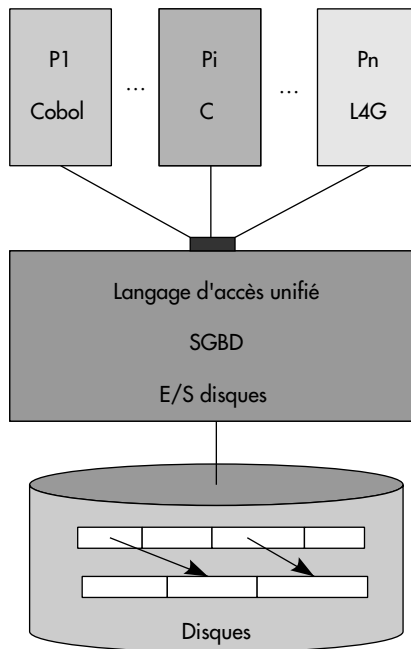 P1 ... Pi ... Pn
Cobol C L4G
Langage d'accès unifié
SGBD
E/S disques
Disques